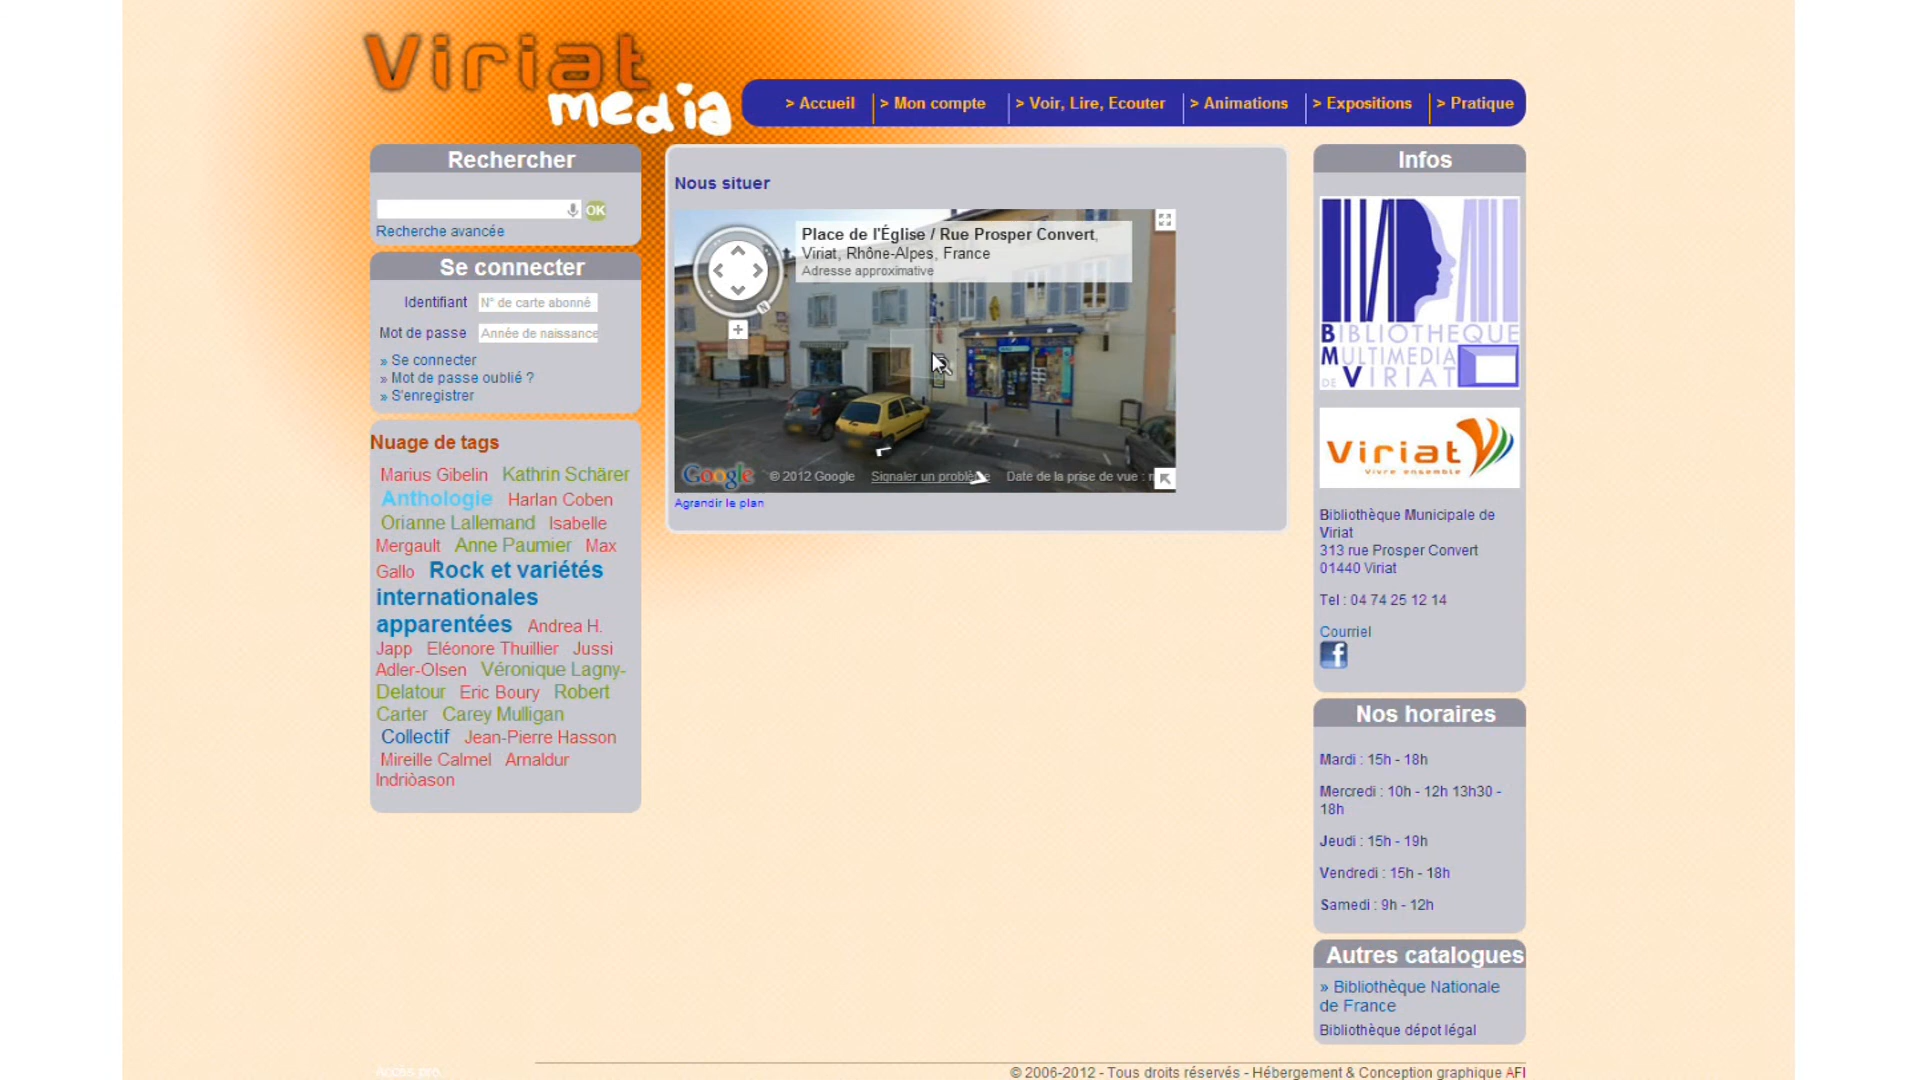 Viriat
media
> Accueil
> Mon compte
> Voir, Lire, Ecouter
> Animations
> Expositions
> Pratique
Rechercher
OK
Recherche avancée
Se connecter
Identifiant N° de carte abonné
Mot de passe Année de naissance
» Se connecter
» Mot de passe oublié ?
» S'enregistrer
Nuage de tags
Marius Gibelin Kathrin Schärer
Anthologie Harlan Coben
Orianne Lallemand Isabelle
Mergault Anne Paumier Max
Gallo Rock et variétés
internationales
apparentées Andrea H.
Japp Eléonore Thuillier Jussi
Adler-Olsen Véronique Lagny-
Delatour Eric Boury Robert
Carter Carey Mulligan
Collectif Jean-Pierre Hasson
Mireille Calmel Arnaldur
Indriðason
Nous situer
Place de l'Église / Rue Prosper Convert,
Viriat, Rhône-Alpes, France
Adresse approximative
N
Google © 2012 Google Signaler un problème Date de la prise de vue :
Agrandir le plan
Infos
BIBLIOTHEQUE
MULTIMEDIA
DE VIRIAT
Viriat
Vivre ensemble
Bibliothèque Municipale de
Viriat
313 rue Prosper Convert
01440 Viriat
Tel : 04 74 25 12 14
Courriel
f
Nos horaires
Mardi : 15h - 18h
Mercredi : 10h - 12h 13h30 -
18h
Jeudi : 15h - 19h
Vendredi : 15h - 18h
Samedi : 9h - 12h
Autres catalogues
» Bibliothèque Nationale
de France
Bibliothèque dépot légal
Accès pro.
© 2006-2012 - Tous droits réservés - Hébergement & Conception graphique AFI